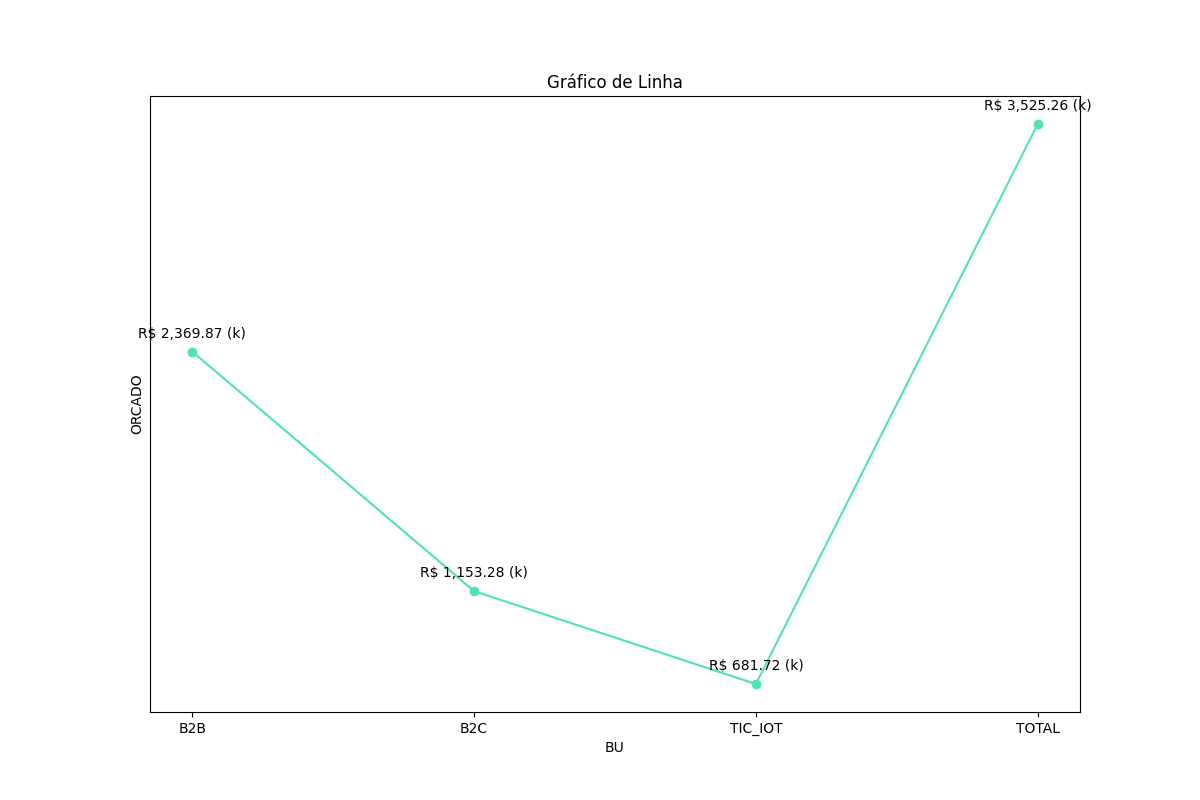 Gráfico de Linha
R$ 3,525.26 (k)
R$ 2,369.87 (k)
ORCADO
R$ 1,153.28 (k)
R$ 681.72 (k)
B2B
B2C
TIC_IOT
TOTAL
BU